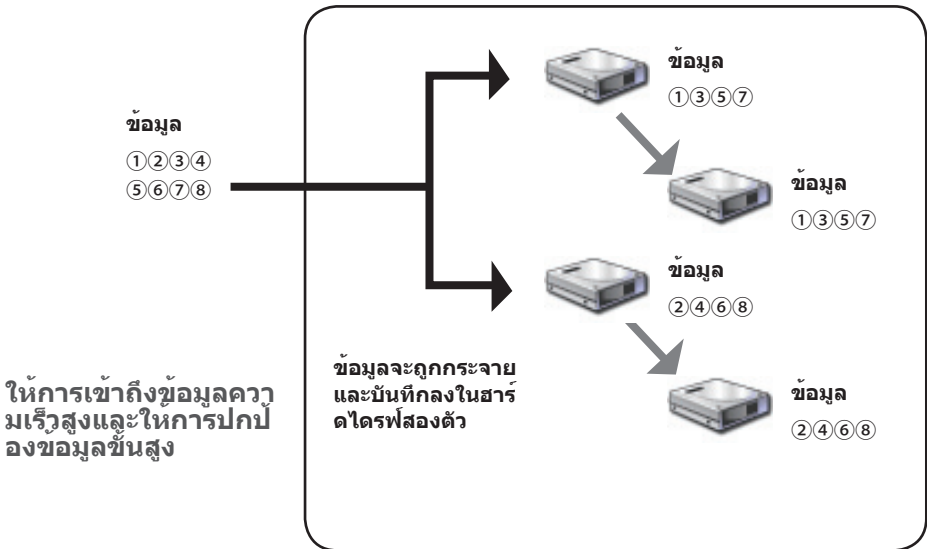 ข้อมูล
①②③④
⑤⑥⑦⑧
ข้อมูล
①③⑤⑦
ข้อมูล
①③⑤⑦
ข้อมูล
②④⑥⑧
ข้อมูล
②④⑥⑧
ข้อมูลจะถูกกระจาย
และบันทึกลงในฮาร์
ดไดรฟ์สองตัว
ให้การเข้าถึงข้อมูลควา
มเร็วสูงและให้การปกป้
องข้อมูลขั้นสูง